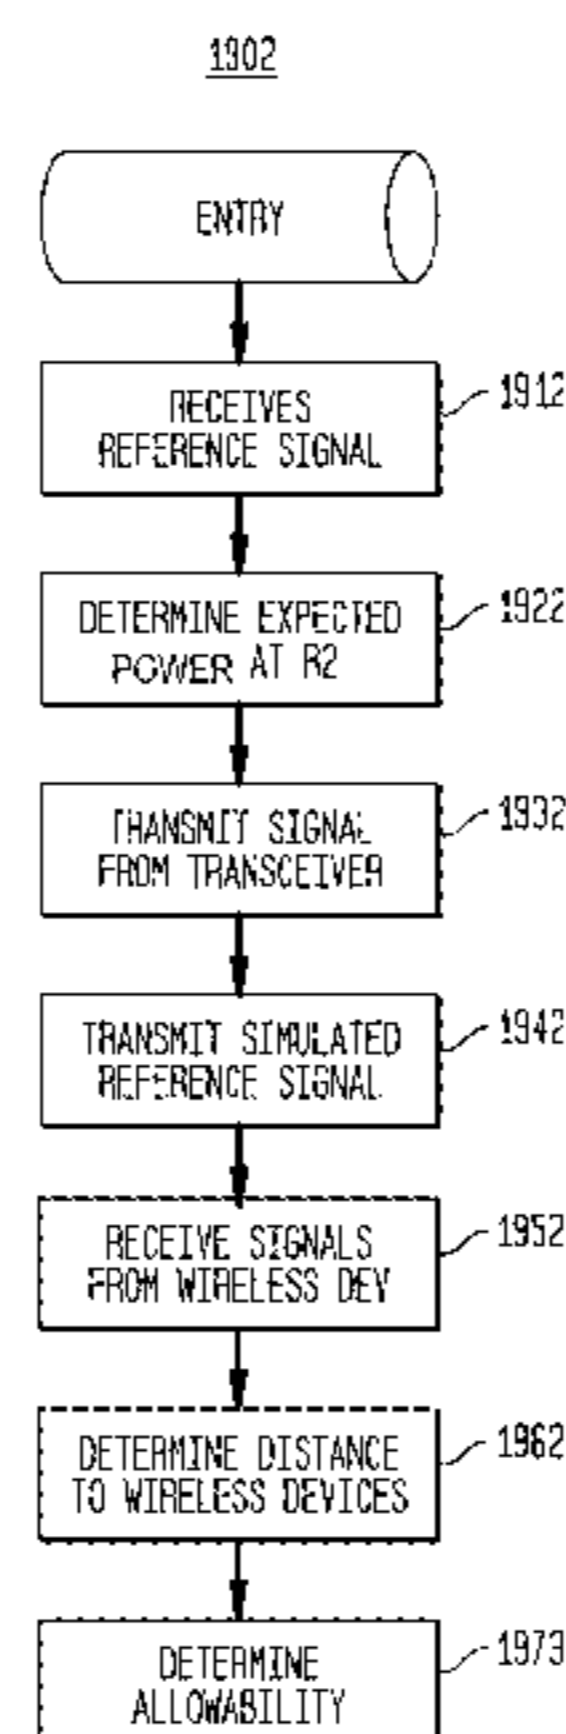 1902
ENTRY
RECEIVES
REFERENCE SIGNAL
1912
DETERMINE EXPECTED
POWER AT R2
1922
TRANSMIT SIGNAL
FROM TRANSCEIVER
1932
TRANSMIT SIMULATED
REFERENCE SIGNAL
1942
RECEIVE SIGNALS
FROM WIRELESS DEV
1952
DETERMINE DISTANCE
TO WIRELESS DEVICES
1962
DETERMINE
ALLOWABILITY
1973